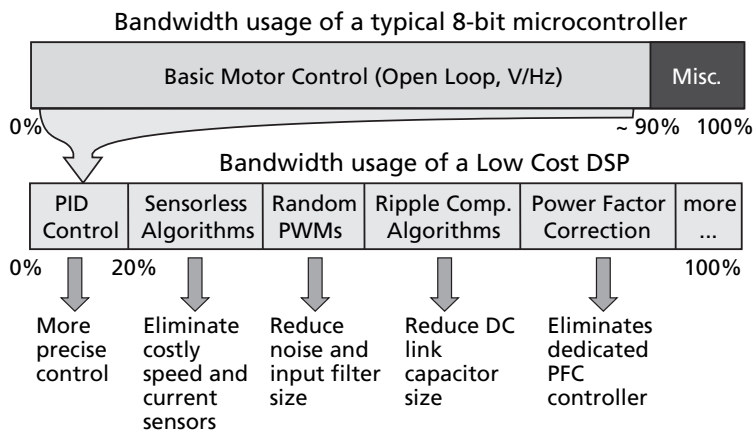 Bandwidth usage of a typical 8-bit microcontroller
Basic Motor Control (Open Loop, V/Hz)
Misc.
0%
~ 90%
100%
Bandwidth usage of a Low Cost DSP
PID
Control
Sensorless
Algorithms
Random
PWMs
Ripple Comp.
Algorithms
Power Factor
Correction
more
...
0%
20%
100%
More
precise
control
Eliminate
costly
speed and
current
sensors
Reduce
noise and
input filter
size
Reduce DC
link
capacitor
size
Eliminates
dedicated
PFC
controller